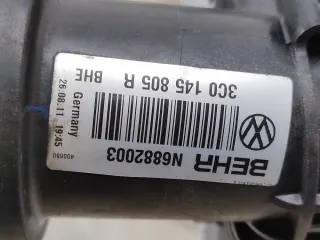 3C0 145 805 R BHE
BEHR N6882003
Germany
26.08.11 19:45